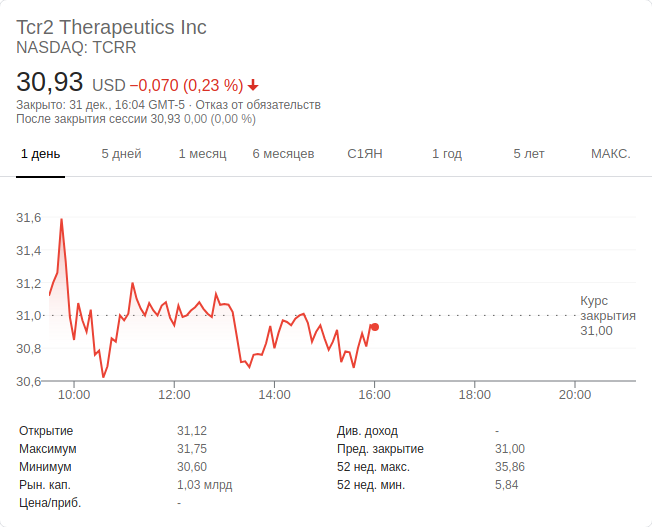 Tcr2 Therapeutics Inc
NASDAQ: TCRR
30,93 USD −0,070 (0,23 %)
Закрыто: 31 дек., 16:04 GMT-5 · Отказ от обязательств
После закрытия сессии 30,93 0,00 (0,00 %)
1 день 5 дней 1 месяц 6 месяцев С1ЯН 1 год 5 лет МАКС.
31,6
31,4
31,2
31,0
30,8
30,6
Курс
закрытия
31,00
10:00 12:00 14:00 16:00 18:00 20:00
Открытие 31,12 Див. доход -
Максимум 31,75 Пред. закрытие 31,00
Минимум 30,60 52 нед. макс. 35,86
Рын. кап. 1,03 млрд 52 нед. мин. 5,84
Цена/приб. -